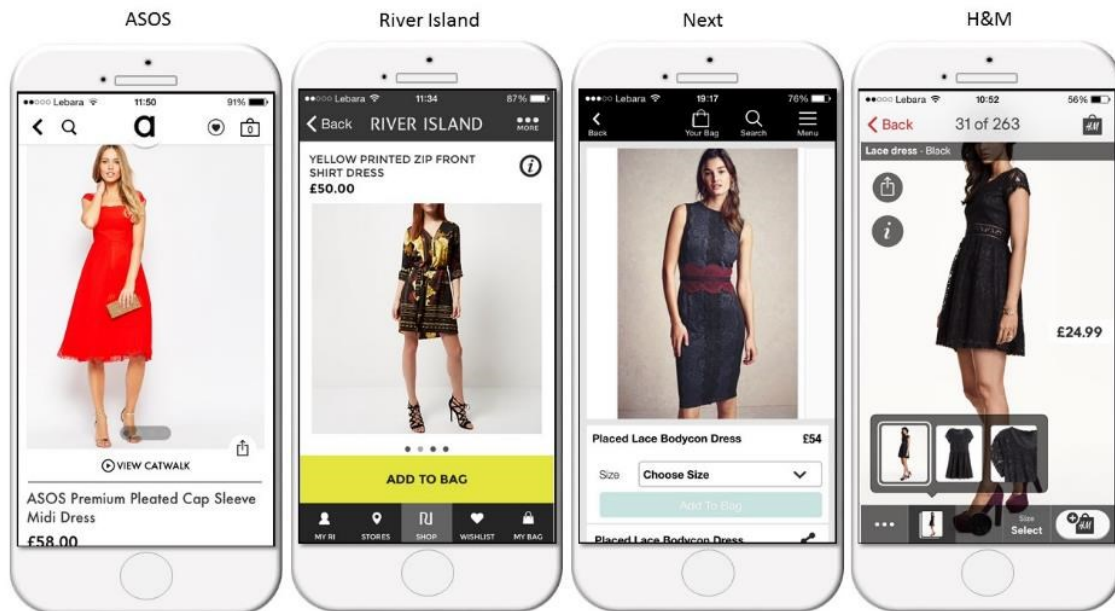 ASOS
River Island
Next
H&M
Lebara 11:50 91%
a
0
VIEW CATWALK
ASOS Premium Pleated Cap Sleeve
Midi Dress
£58.00
Lebara 11:34 87%
Back RIVER ISLAND MORE
YELLOW PRINTED ZIP FRONT
SHIRT DRESS
£50.00
i
ADD TO BAG
MY RI STORES SHOP WISHLIST MY BAG
Lebara 19:17 76%
Back Your Bag Search Menu
Placed Lace Bodycon Dress £54
Size Choose Size
Add To Bag
Placed Lace Bodycon Dress
Lebara 10:52 56%
Back 31 of 263 H&M
Lace dress - Black
i
£24.99
Size
Select
H&M